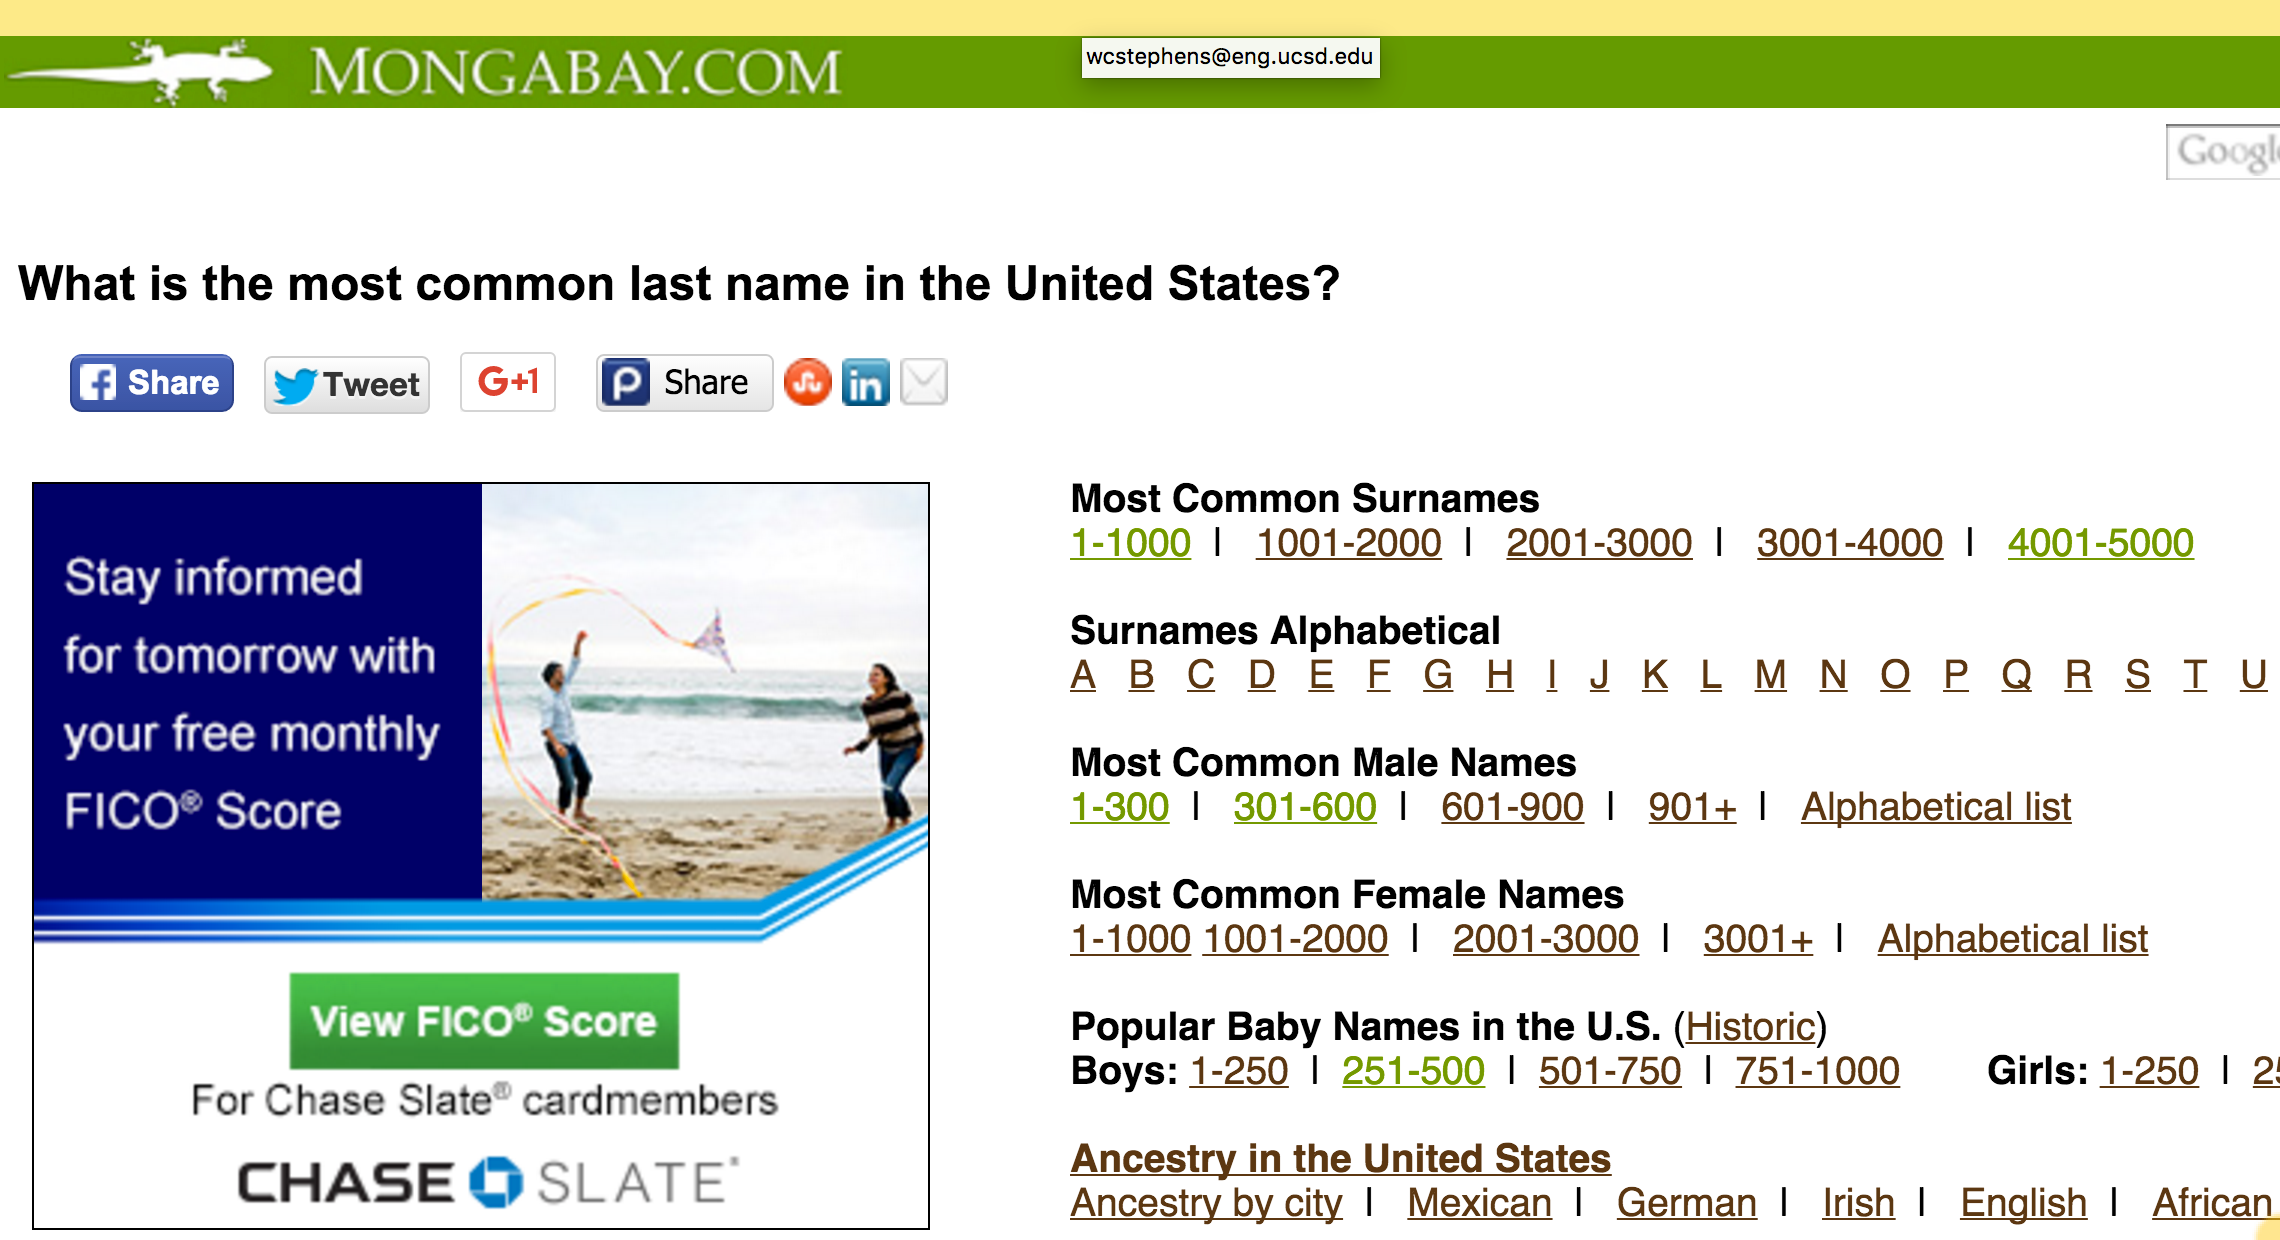 MONGABAY.COM
wcstephens@eng.ucsd.edu
What is the most common last name in the United States?
Share Tweet G+1 Share in
Stay informed
for tomorrow with
your free monthly
FICO® Score
View FICO® Score
For Chase Slate® cardmembers
CHASE SLATE
Most Common Surnames
1-1000 | 1001-2000 | 2001-3000 | 3001-4000 | 4001-5000
Surnames Alphabetical
A B C D E F G H I J K L M N O P Q R S T U
Most Common Male Names
1-300 | 301-600 | 601-900 | 901+ | Alphabetical list
Most Common Female Names
1-1000 1001-2000 | 2001-3000 | 3001+ | Alphabetical list
Popular Baby Names in the U.S. (Historic)
Boys: 1-250 | 251-500 | 501-750 | 751-1000 Girls: 1-250 |
Ancestry in the United States
Ancestry by city | Mexican | German | Irish | English | African